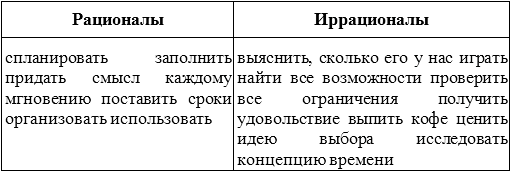 Рационалы
Иррационалы
спланировать заполнить
придать смысл каждому
мгновению поставить сроки
организовать использовать
выяснить, сколько его у нас играть
найти все возможности проверить
все ограничения получить
удовольствие выпить кофе ценить
идею выбора исследовать
концепцию времени